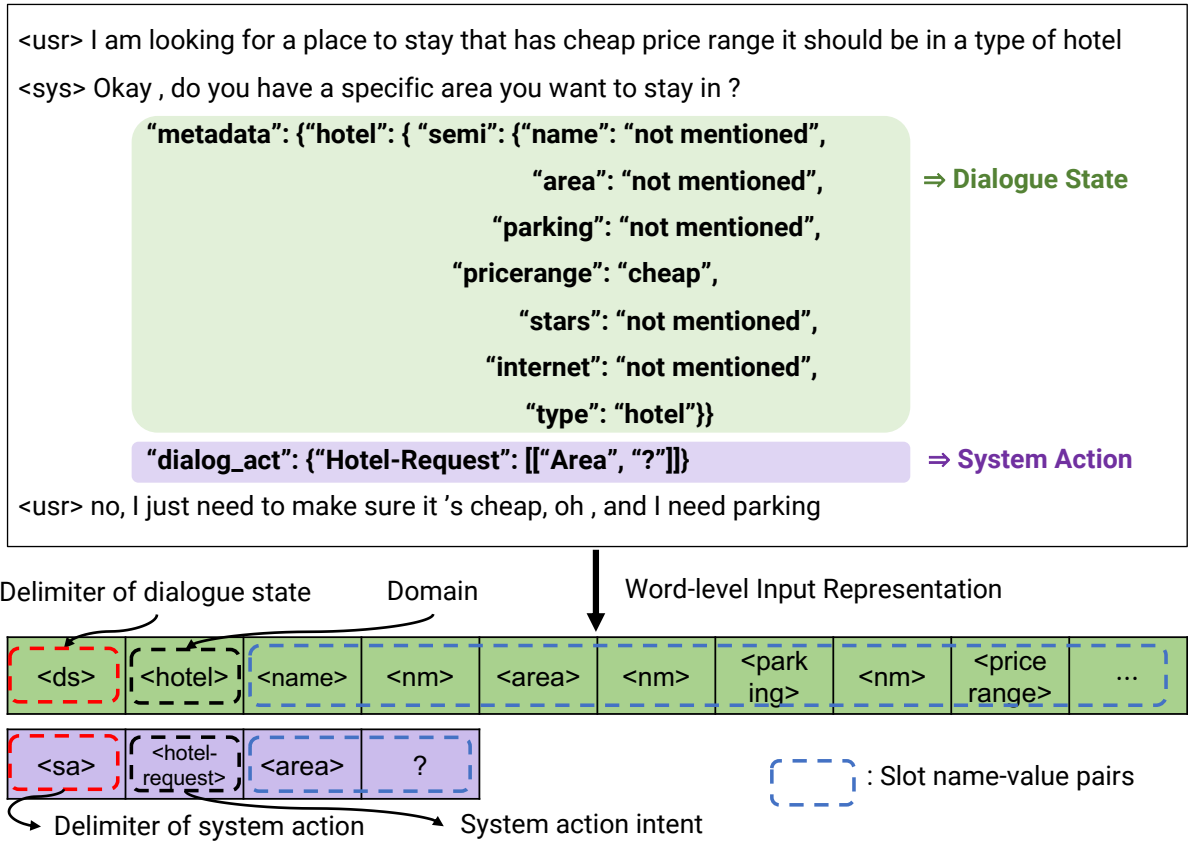 <usr> I am looking for a place to stay that has cheap price range it should be in a type of hotel
<sys> Okay , do you have a specific area you want to stay in ?
“metadata”: {“hotel”: { “semi”: {“name”: “not mentioned”,
“area”: “not mentioned”,
⇒ Dialogue State
“parking”: “not mentioned”,
“pricerange”: “cheap”,
“stars”: “not mentioned”,
“internet”: “not mentioned”,
“type”: “hotel”}}
“dialog_act”: {“Hotel-Request”: [[“Area”, “?”]]}
⇒ System Action
<usr> no, I just need to make sure it ’s cheap, oh , and I need parking
Delimiter of dialogue state
Domain
Word-level Input Representation
<ds>
<hotel>
<name>
<nm>
<area>
<nm>
<park
ing>
<nm>
<price
range>
...
<sa>
<hotel-
request>
<area>
?
: Slot name-value pairs
Delimiter of system action
System action intent